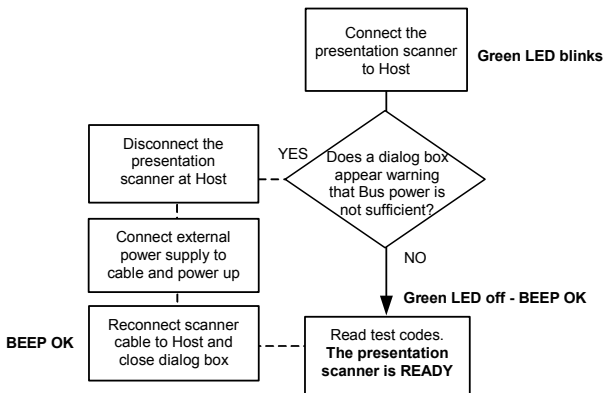 Connect the
presentation scanner
to Host
Green LED blinks
Does a dialog box
appear warning
that Bus power is
not sufficient?
YES
Disconnect the
presentation
scanner at Host
Connect external
power supply to
cable and power up
Reconnect scanner
cable to Host and
close dialog box
BEEP OK
NO
Green LED off - BEEP OK
Read test codes.
The presentation
scanner is READY